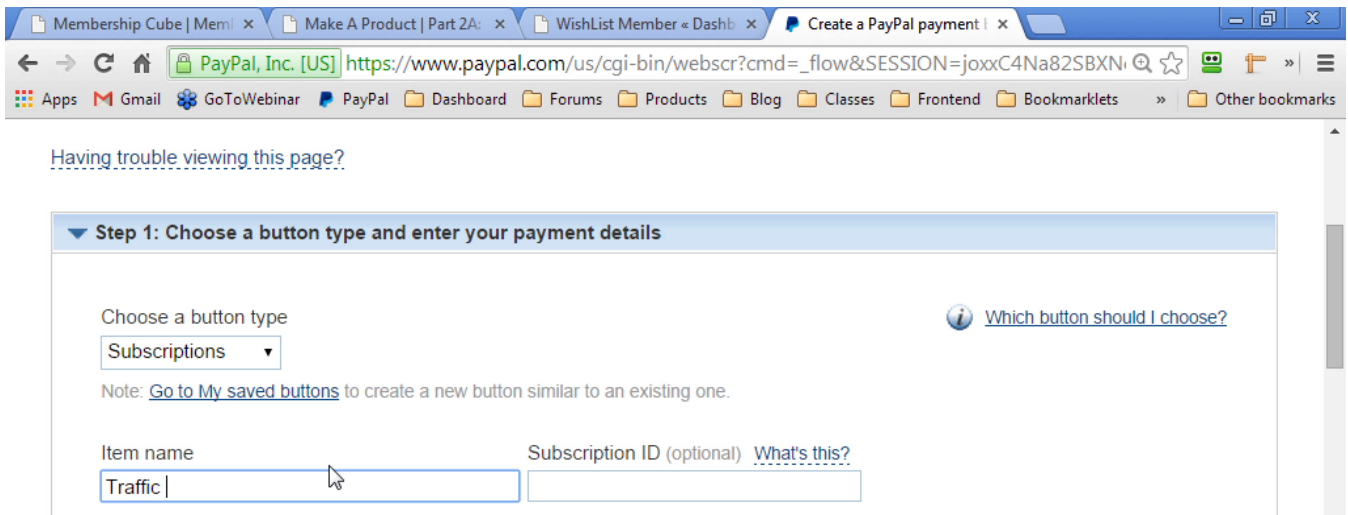 Membership Cube | Meml Make A Product | Part 2A: WishList Member « Dashb Create a PayPal payment
PayPal, Inc. [US] https://www.paypal.com/us/cgi-bin/webscr?cmd=_flow&SESSION=joxxC4Na82SBXN
Apps Gmail GoToWebinar PayPal Dashboard Forums Products Blog Classes Frontend Bookmarklets » Other bookmarks
Having trouble viewing this page?
Step 1: Choose a button type and enter your payment details
Choose a button type Which button should I choose?
Subscriptions
Note: Go to My saved buttons to create a new button similar to an existing one.
Item name Subscription ID (optional) What's this?
Traffic